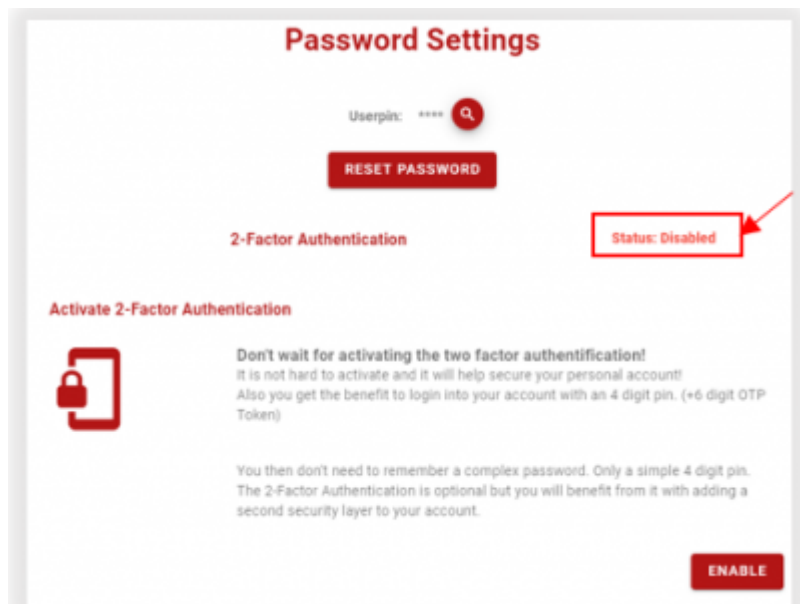 Password Settings
Userpin: ****
RESET PASSWORD
2-Factor Authentication
Status: Disabled
Activate 2-Factor Authentication
Don't wait for activating the two factor authentification!
It is not hard to activate and it will help secure your personal account!
Also you get the benefit to login into your account with an 4 digit pin. (+6 digit OTP
Token)
You then don't need to remember a complex password. Only a simple 4 digit pin.
The 2-Factor Authentication is optional but you will benefit from it with adding a
second security layer to your account.
ENABLE